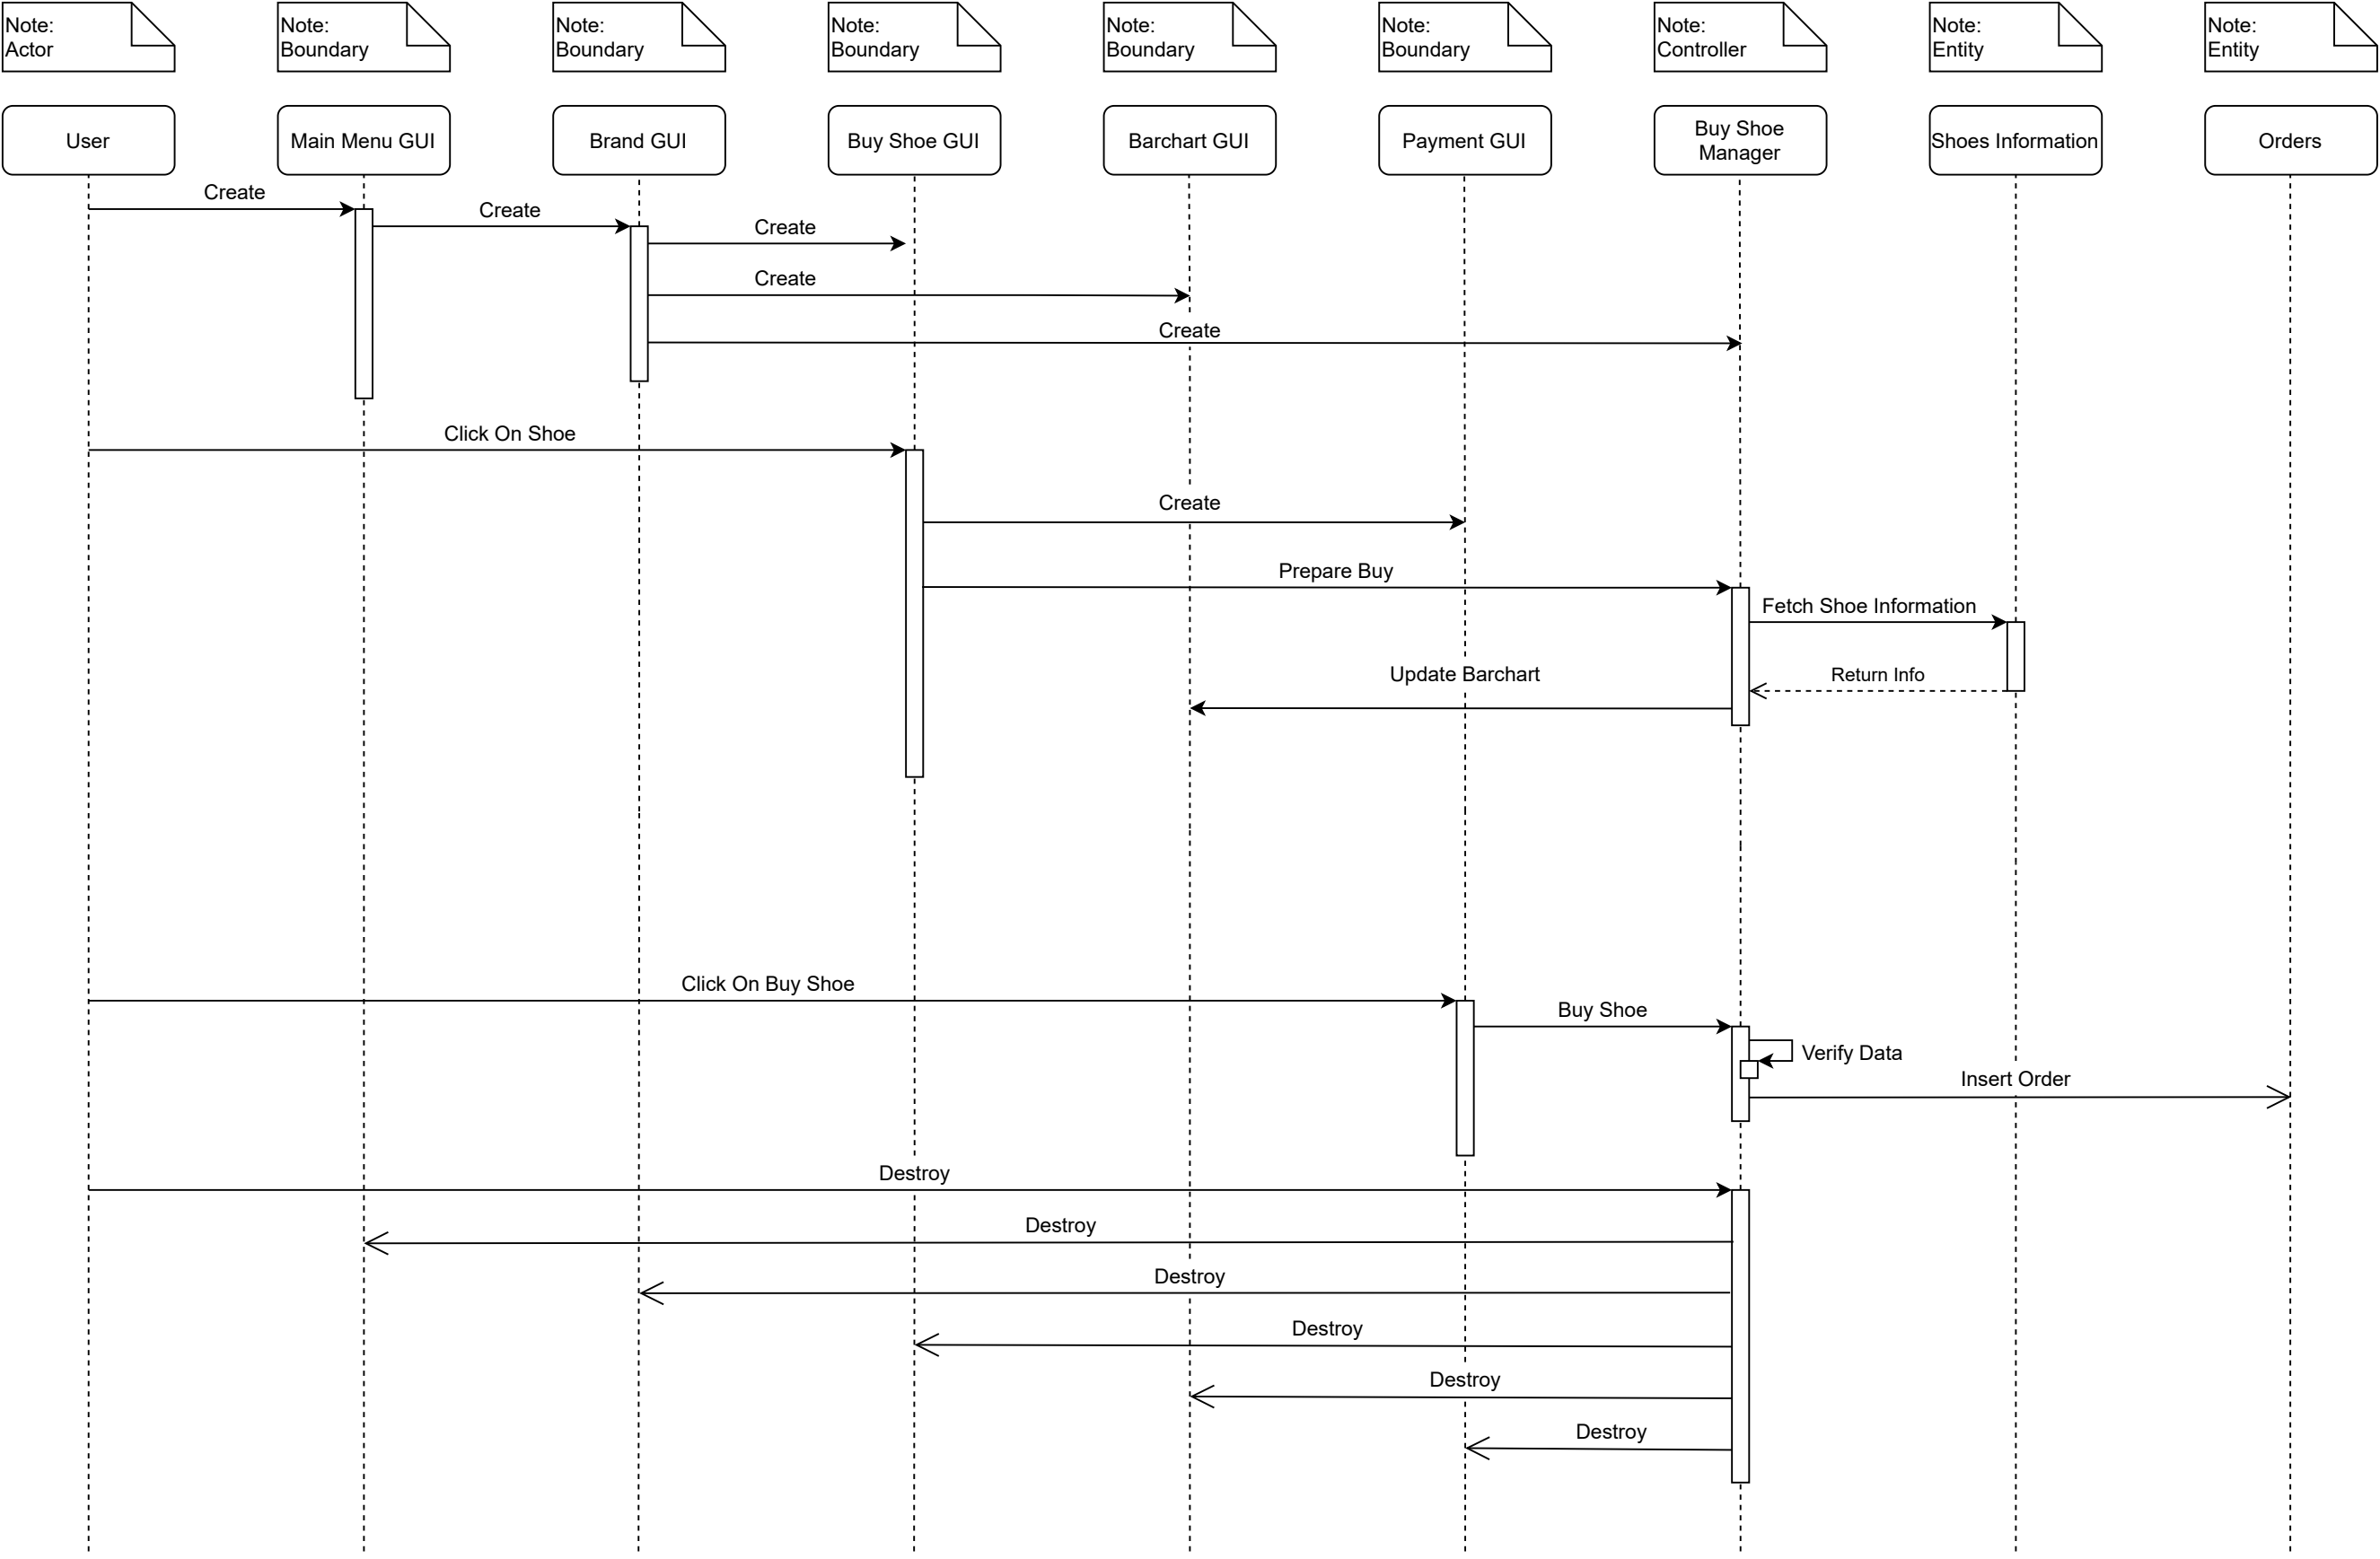 Note:
Actor
Note:
Boundary
Note:
Boundary
Note:
Boundary
Note:
Boundary
Note:
Boundary
Note:
Controller
Note:
Entity
Note:
Entity
User
Main Menu GUI
Brand GUI
Buy Shoe GUI
Barchart GUI
Payment GUI
Buy Shoe
Manager
Shoes Information
Orders
Create
Create
Create
Create
Create
Click On Shoe
Create
Prepare Buy
Fetch Shoe Information
Update Barchart
Return Info
Click On Buy Shoe
Buy Shoe
Verify Data
Insert Order
Destroy
Destroy
Destroy
Destroy
Destroy
Destroy